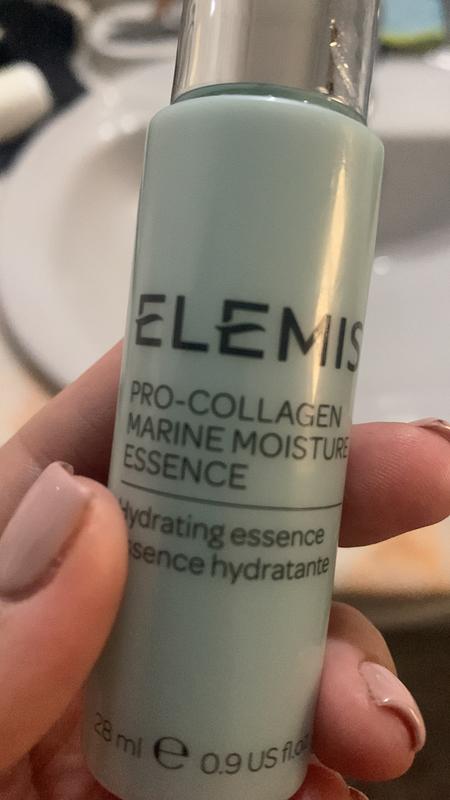 ELEMIS
PRO-COLLAGEN
MARINE MOISTURE
ESSENCE
Hydrating essence
Essence hydratante
28 ml e 0.9 US fl.oz